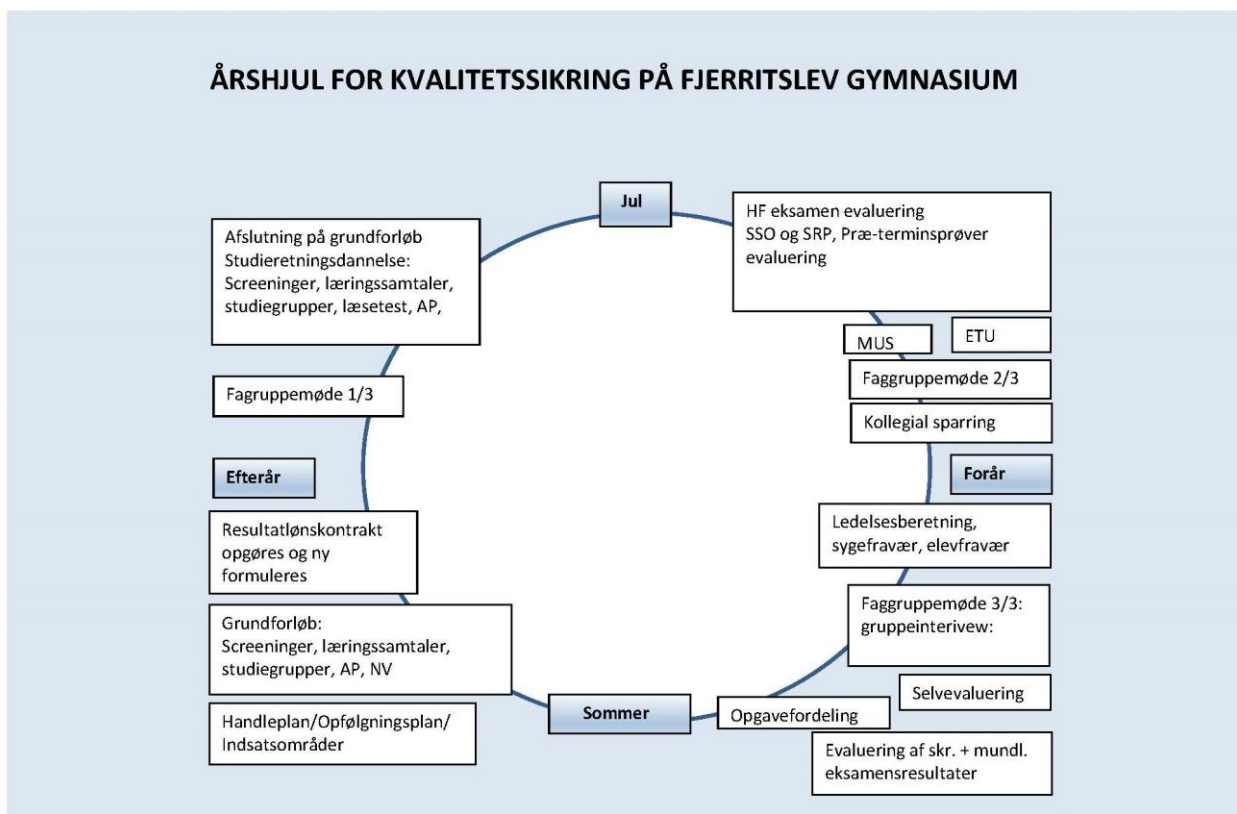 ÅRSHJUL FOR KVALITETSSIKRING PÅ FJERRITSLEV GYMNASIUM
Jul
HF eksamen evaluering
SSO og SRP, Præ-terminsprøver
evaluering
MUS
ETU
Faggruppemøde 2/3
Kollegial sparring
Forår
Ledelsesberetning,
sygefravær, elevfravær
Faggruppemøde 3/3:
gruppeinterivew:
Selvevaluering
Opgavefordeling
Evaluering af skr. + mundl.
eksamensresultater
Sommer
Handleplan/Opfølgningsplan/
Indsatsområder
Grundforløb:
Screeninger, læringssamtaler,
studiegrupper, AP, NV
Resultatlønskontrakt
opgøres og ny
formuleres
Efterår
Fagruppemøde 1/3
Afslutning på grundforløb
Studieretningsdannelse:
Screeninger, læringssamtaler,
studiegrupper, læsetest, AP,